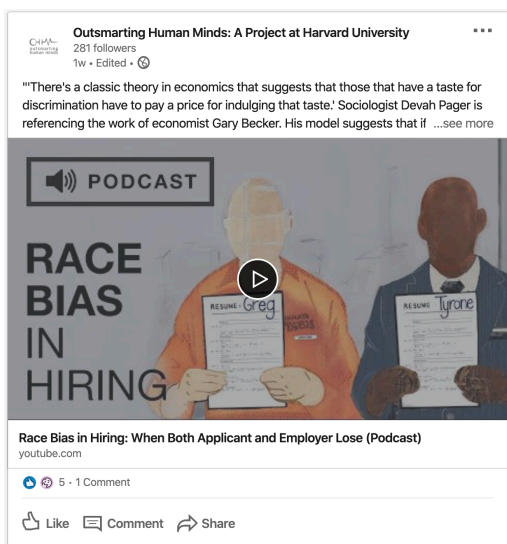 Outsmarting Human Minds: A Project at Harvard University
281 followers
1w • Edited •
"'There's a classic theory in economics that suggests that those that have a taste for
discrimination have to pay a price for indulging that taste.' Sociologist Devah Pager is
referencing the work of economist Gary Becker. His model suggests that if ...see more
PODCAST
RACE
BIAS
IN
HIRING
RESUME: Greg
RESUME Tyrone
Race Bias in Hiring: When Both Applicant and Employer Lose (Podcast)
youtube.com
5 • 1 Comment
Like Comment Share